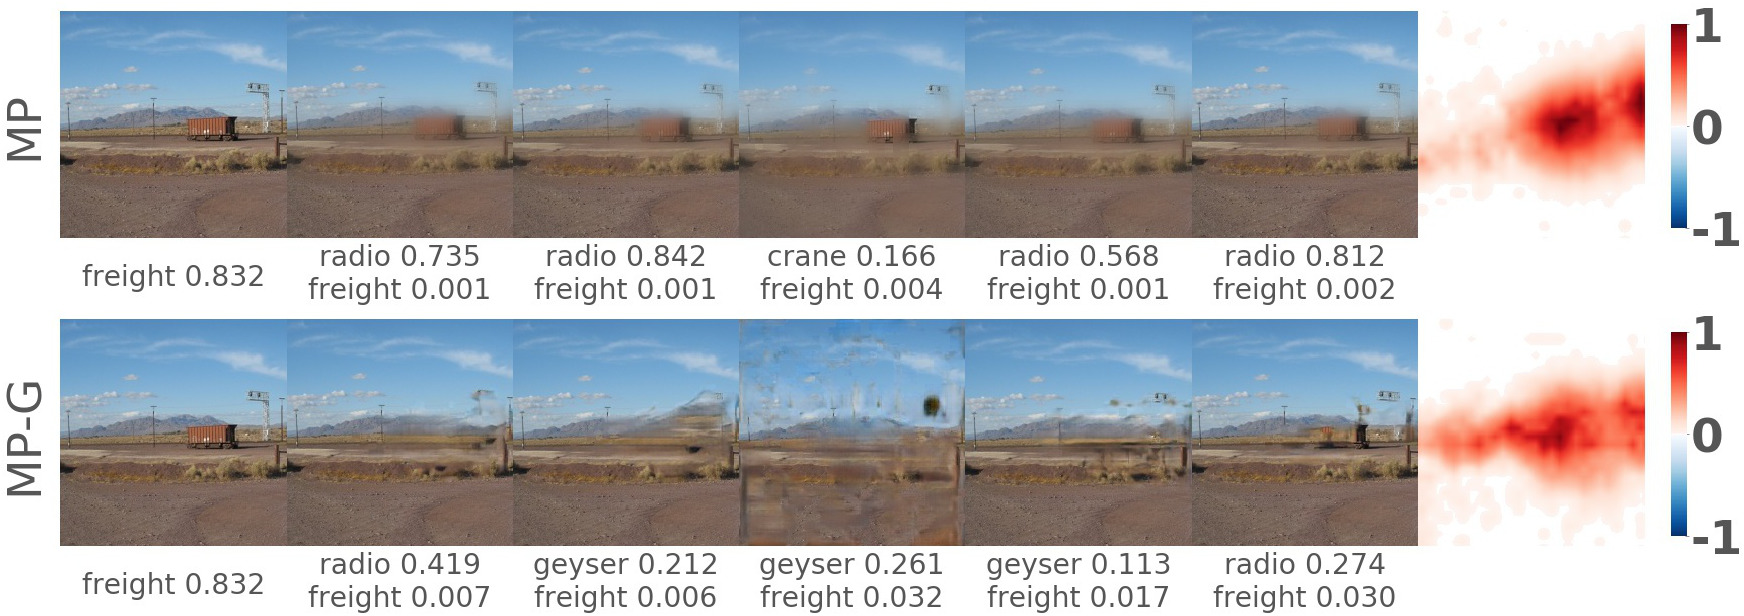 MP
1
0
-1
freight 0.832
radio 0.735
freight 0.001
radio 0.842
freight 0.001
crane 0.166
freight 0.004
radio 0.568
freight 0.001
radio 0.812
freight 0.002
MP-G
1
0
-1
freight 0.832
radio 0.419
freight 0.007
geyser 0.212
freight 0.006
geyser 0.261
freight 0.032
geyser 0.113
freight 0.017
radio 0.274
freight 0.030